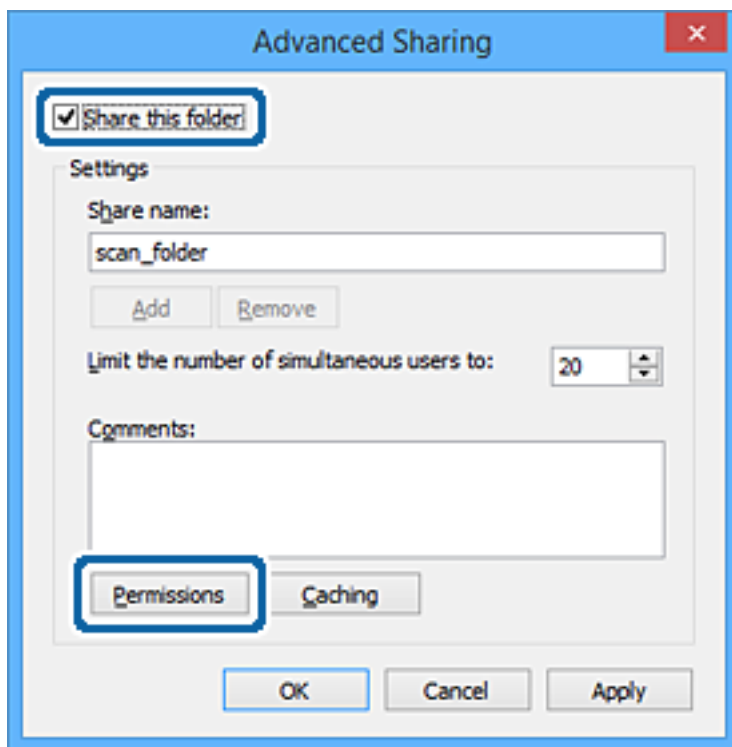 Advanced Sharing
Share this folder
Settings
Share name:
scan_folder
Add Remove
Limit the number of simultaneous users to: 20
Comments:
Permissions Caching
OK Cancel Apply